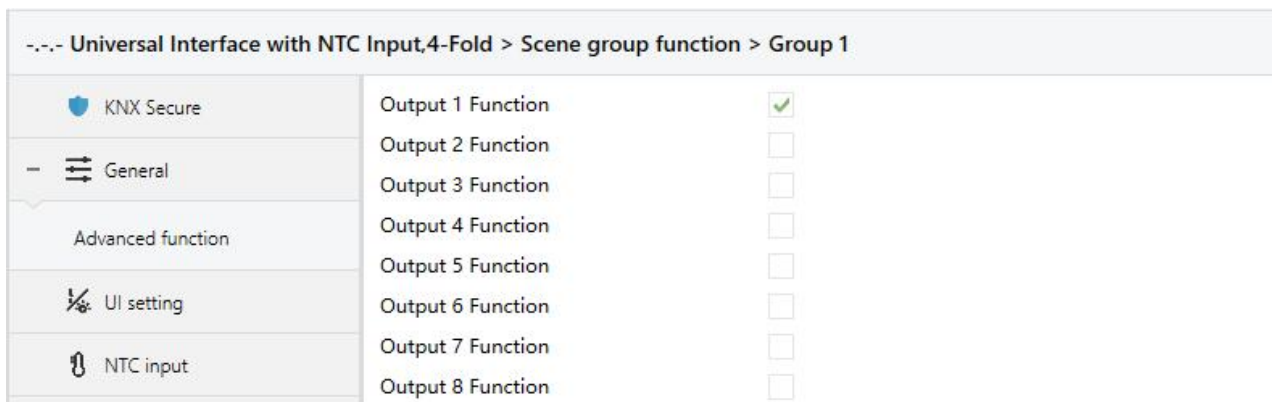 -.-.- Universal Interface with NTC Input,4-Fold > Scene group function > Group 1
KNX Secure
General
Advanced function
UI setting
NTC input
Output 1 Function
Output 2 Function
Output 3 Function
Output 4 Function
Output 5 Function
Output 6 Function
Output 7 Function
Output 8 Function